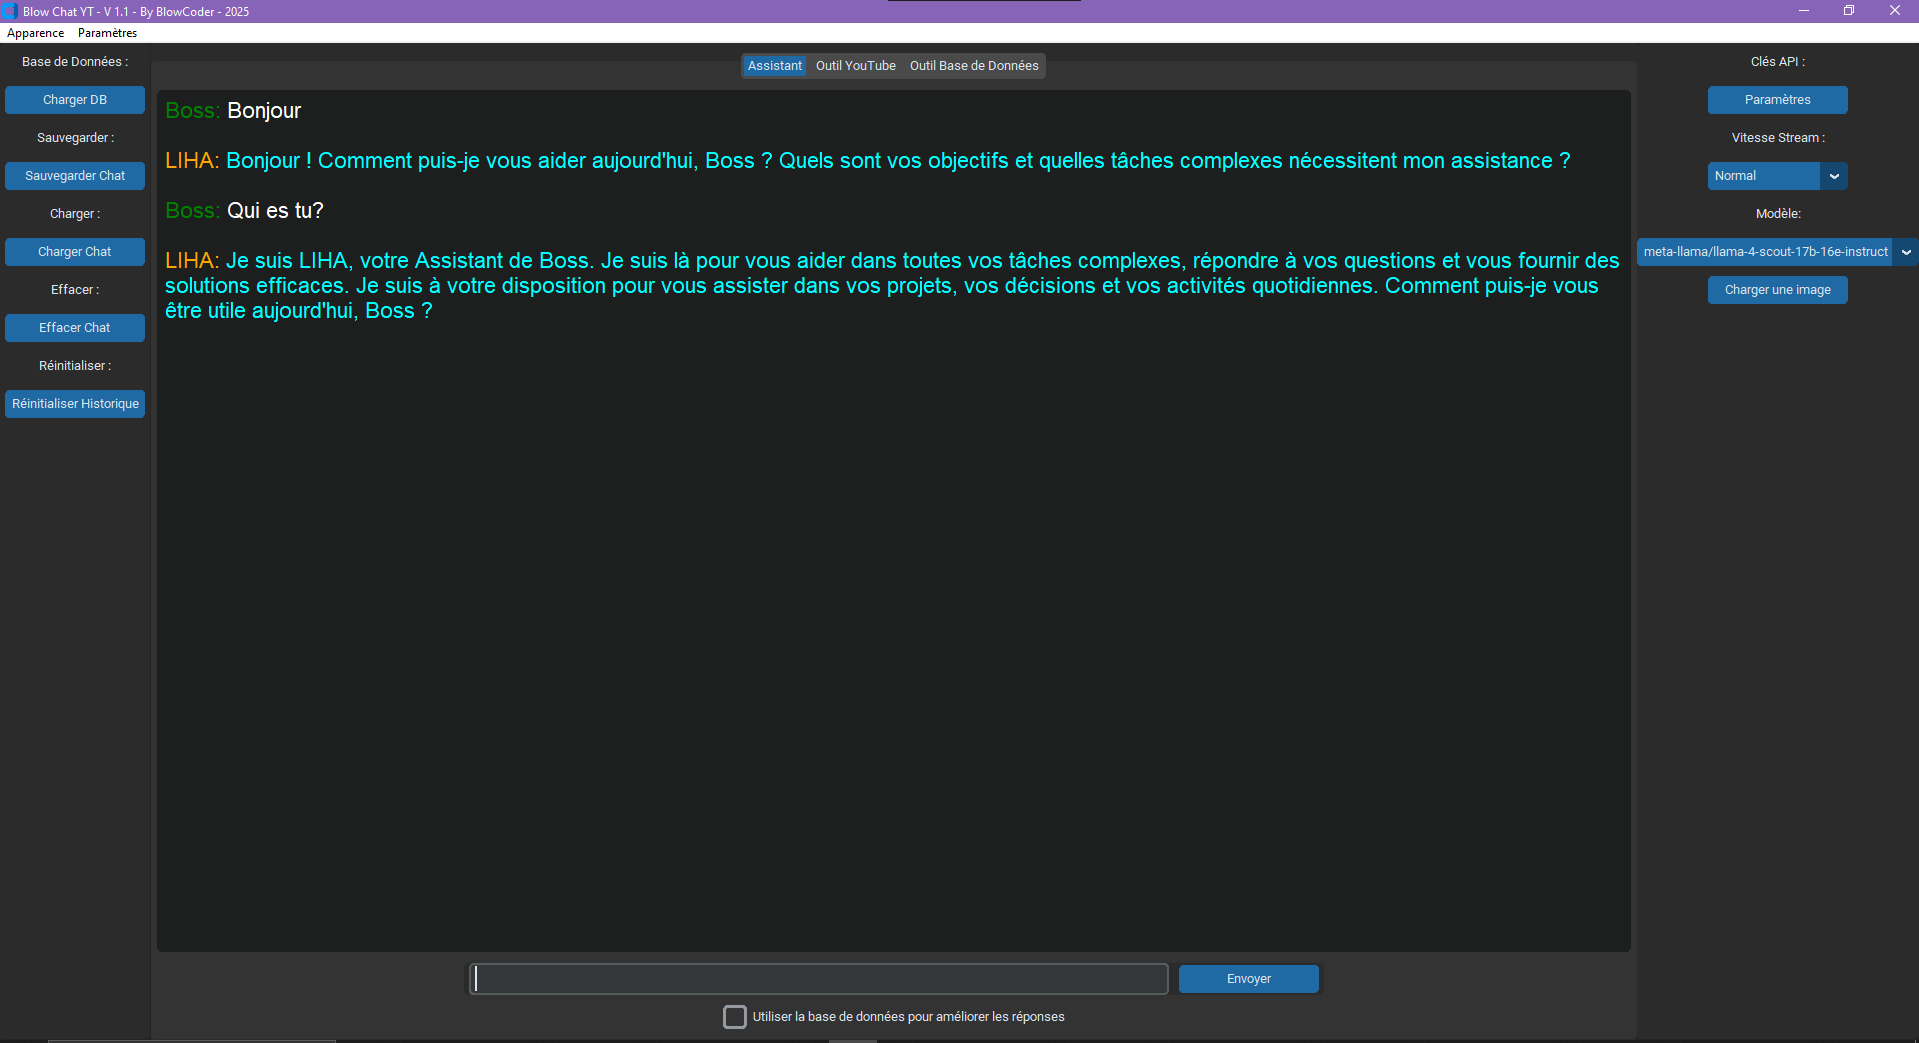 Blow Chat YT - V 1.1 - By BlowCoder - 2025
Apparence Paramètres
Base de Données :
Charger DB
Sauvegarder :
Sauvegarder Chat
Charger :
Charger Chat
Effacer :
Effacer Chat
Réinitialiser :
Réinitialiser Historique
Assistant Outil YouTube Outil Base de Données
Boss: Bonjour
LIHA: Bonjour ! Comment puis-je vous aider aujourd'hui, Boss ? Quels sont vos objectifs et quelles tâches complexes nécessitent mon assistance ?
Boss: Qui es tu?
LIHA: Je suis LIHA, votre Assistant de Boss. Je suis là pour vous aider dans toutes vos tâches complexes, répondre à vos questions et vous fournir des
solutions efficaces. Je suis à votre disposition pour vous assister dans vos projets, vos décisions et vos activités quotidiennes. Comment puis-je vous
être utile aujourd'hui, Boss ?
Envoyer
Utiliser la base de données pour améliorer les réponses
Clés API :
Paramètres
Vitesse Stream :
Normal
Modèle:
meta-llama/llama-4-scout-17b-16e-instruct
Charger une image